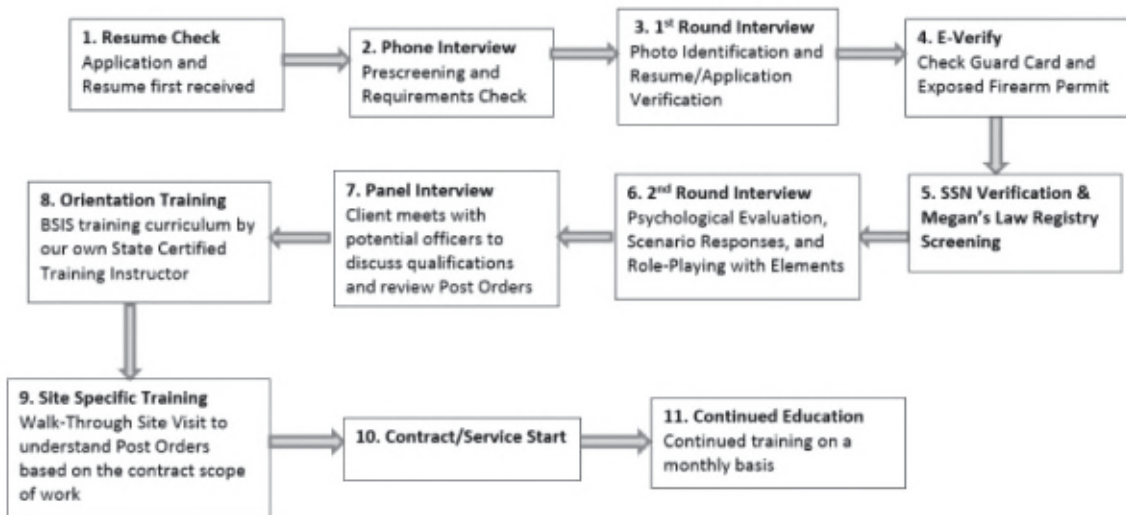 1. Resume Check
Application and
Resume first received
2. Phone Interview
Prescreening and
Requirements Check
3. 1st Round Interview
Photo Identification and
Resume/Application
Verification
4. E-Verify
Check Guard Card and
Exposed Firearm Permit
5. SSN Verification &
Megan's Law Registry
Screening
6. 2nd Round Interview
Psychological Evaluation,
Scenario Responses, and
Role-Playing with Elements
7. Panel Interview
Client meets with
potential officers to
discuss qualifications
and review Post Orders
8. Orientation Training
BSIS training curriculum by
our own State Certified
Training Instructor
9. Site Specific Training
Walk-Through Site Visit to
understand Post Orders
based on the contract scope
of work
10. Contract/Service Start
11. Continued Education
Continued training on a
monthly basis